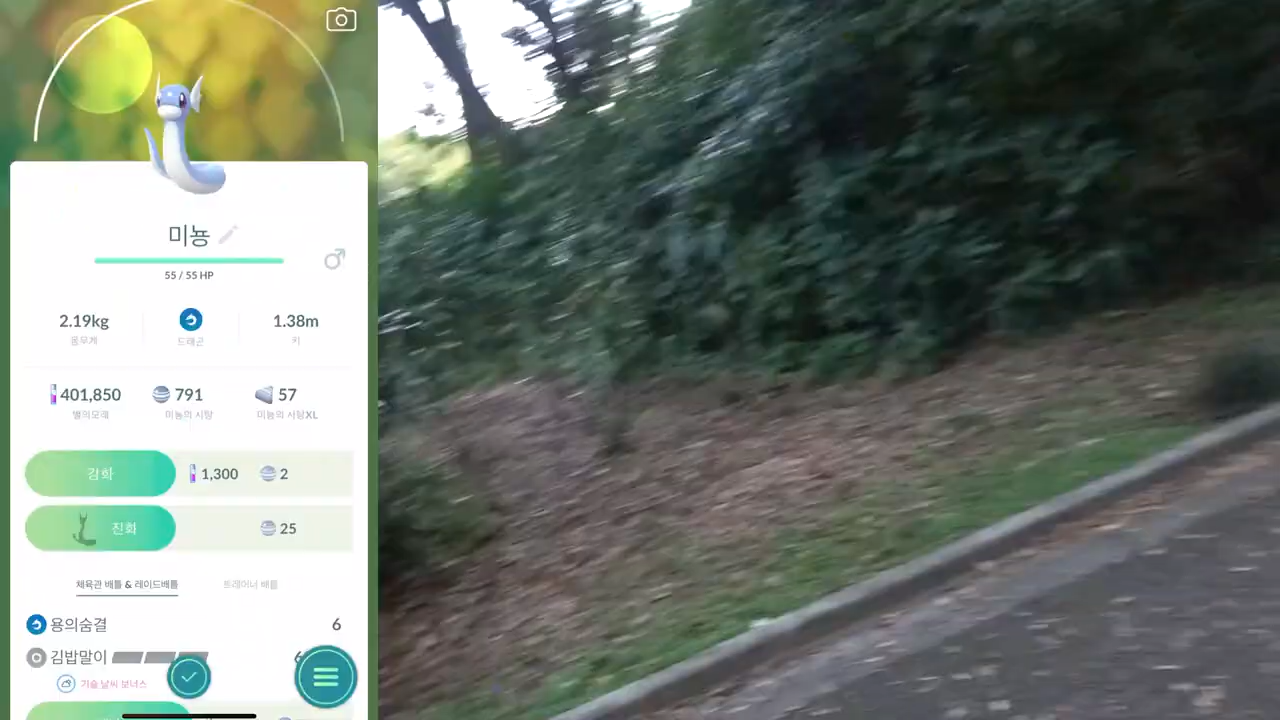 미뇽
55 / 55 HP
2.19kg
몸무게
드래곤
1.38m
키
401,850
별의모래
791
미뇽의 사탕
57
미뇽의 사탕XL
강화
1,300
2
진화
25
체육관 배틀 & 레이드배틀
트레이너 배틀
용의숨결
6
김밥말이
기술 날씨 보너스